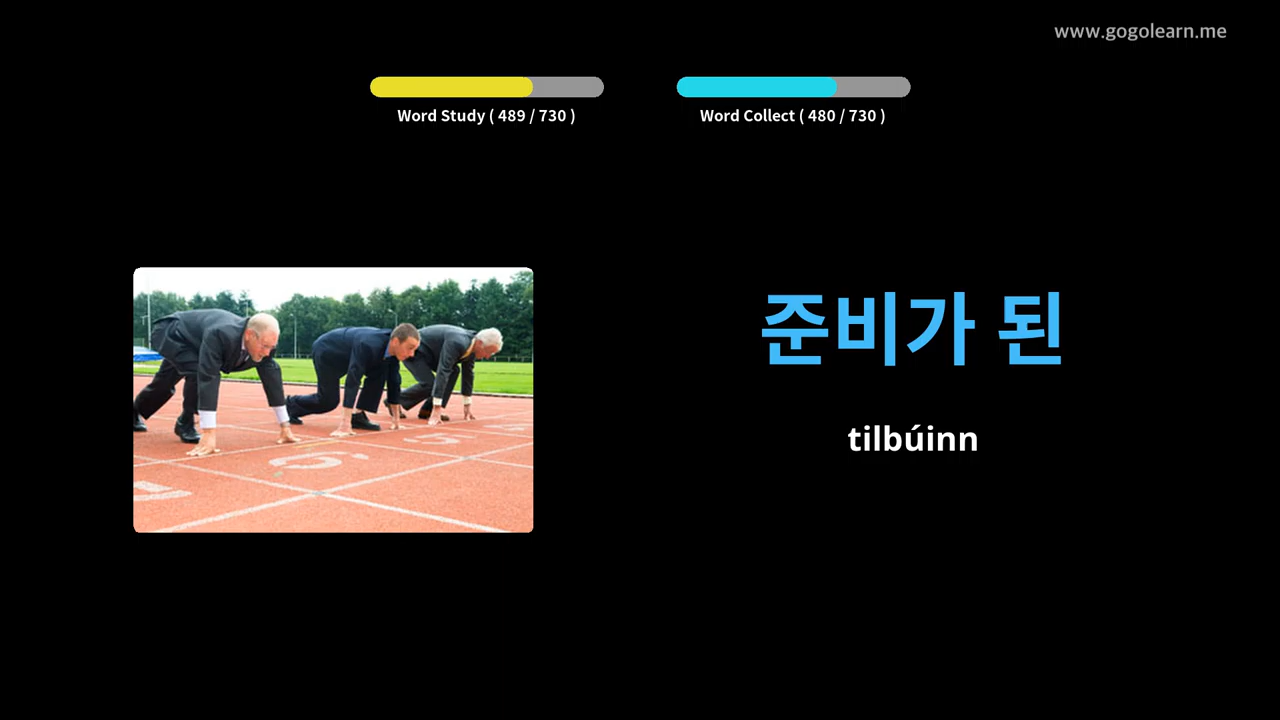 www.gogolearn.me
Word Study ( 489 / 730 )
Word Collect ( 480 / 730 )
준비가 된
tilbúinn